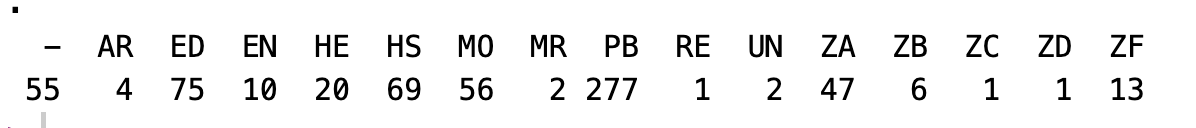 .
– AR ED EN HE HS MO MR PB RE UN ZA ZB ZC ZD ZF
55 4 75 10 20 69 56 2 277 1 2 47 6 1 1 13